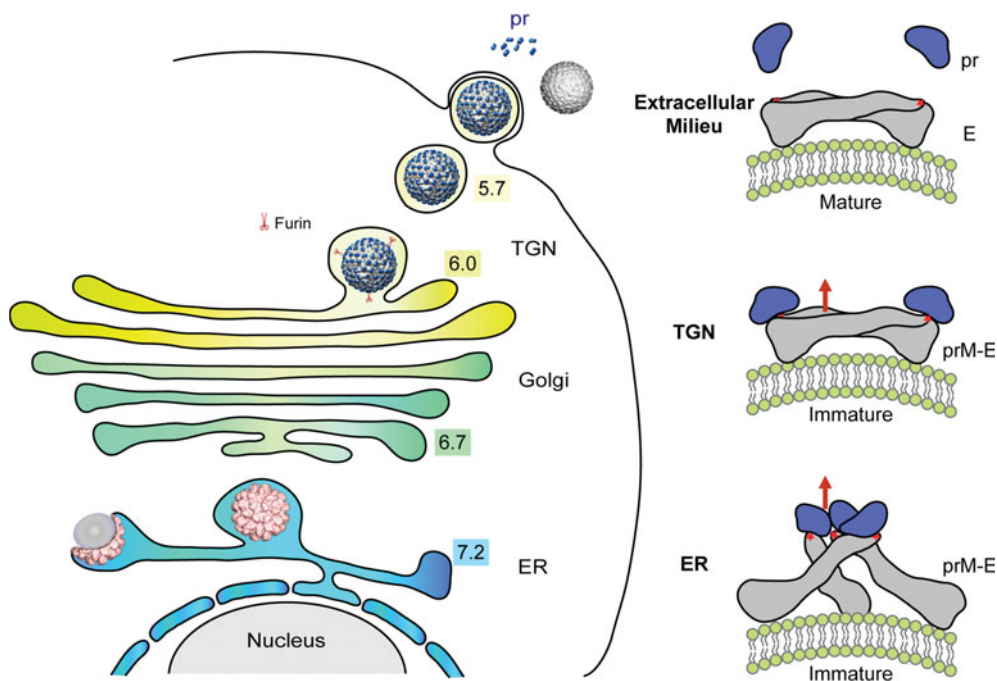 pr
5.7
Furin
TGN
6.0
Golgi
6.7
7.2
ER
Nucleus
pr
Extracellular
Milieu
E
Mature
TGN
prM-E
Immature
ER
prM-E
Immature